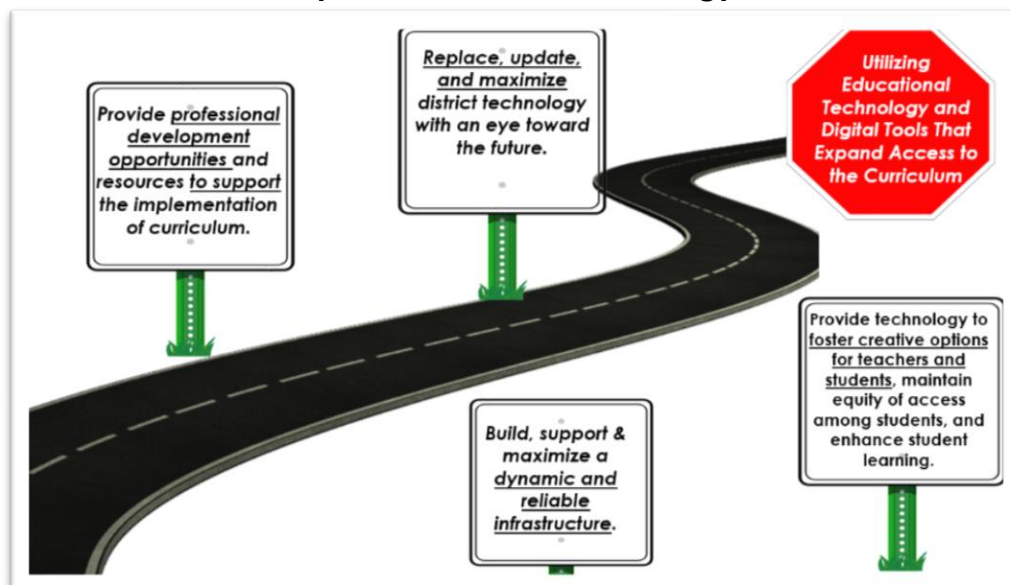 Provide professional
development
opportunities and
resources to support
the implementation
of curriculum.
Replace, update,
and maximize
district technology
with an eye toward
the future.
Utilizing
Educational
Technology and
Digital Tools That
Expand Access to
the Curriculum
Build, support &
maximize a
dynamic and
reliable
infrastructure.
Provide technology to
foster creative options
for teachers and
students, maintain
equity of access
among students, and
enhance student
learning.